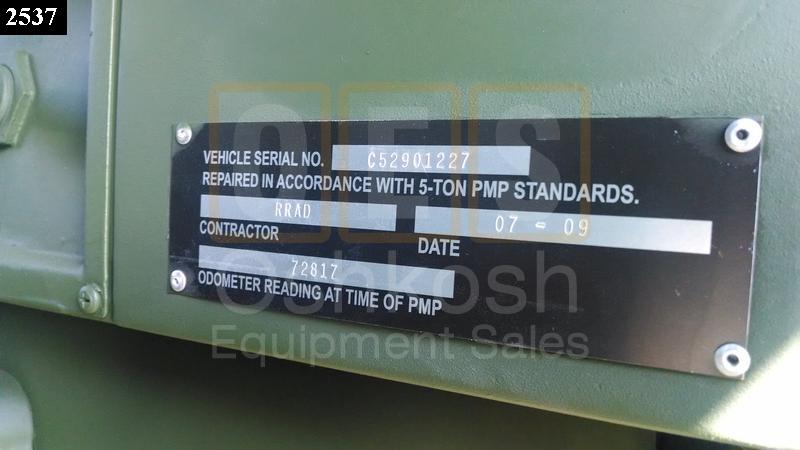 2537
OES
VEHICLE SERIAL NO. C52901227
REPAIRED IN ACCORDANCE WITH 5-TON PMP STANDARDS.
RRAD 07 - 09
CONTRACTOR DATE
72817
ODOMETER READING AT TIME OF PMP
Oshkosh
Equipment Sales